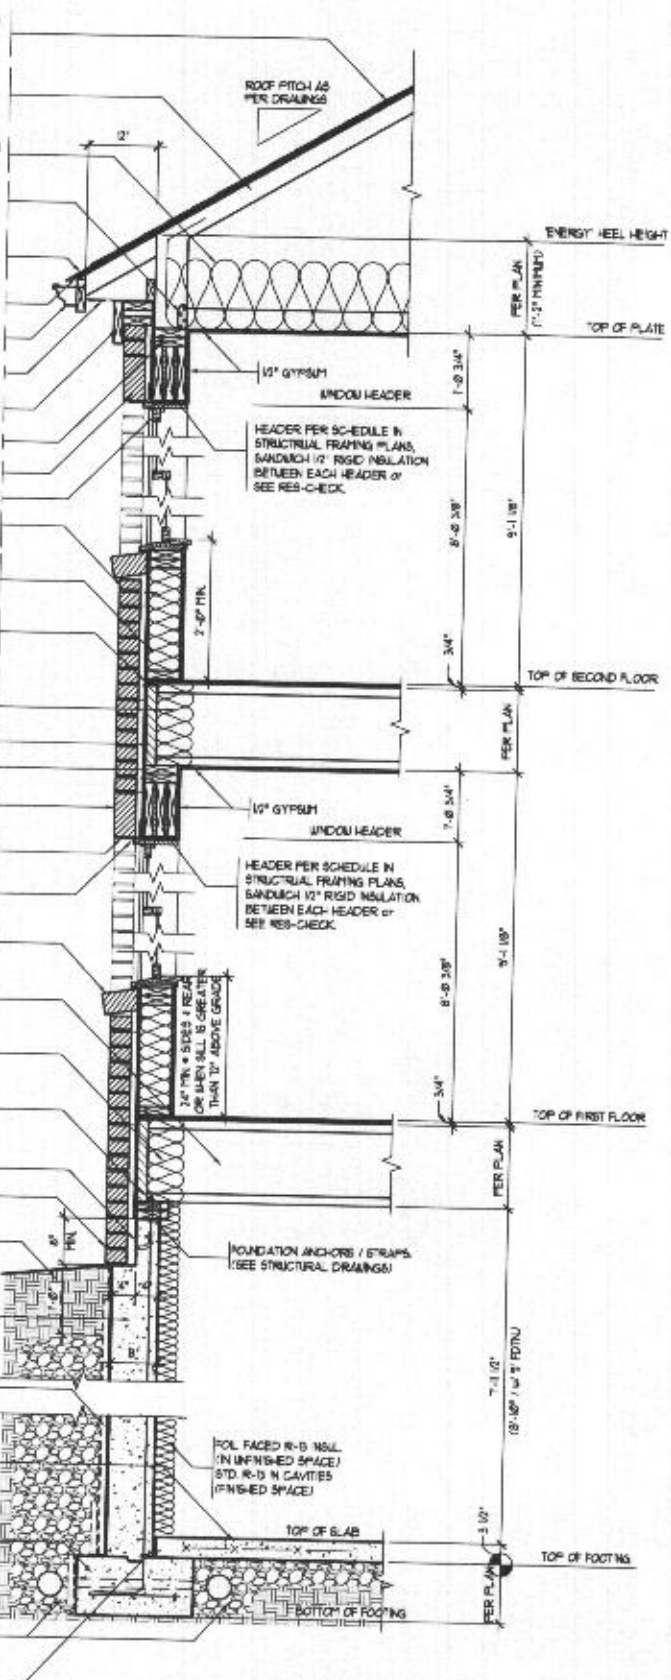 ROOF PITCH AS
PER DRAWINGS
12"
"ENERGY" HEEL HEIGHT
PER PLAN
(1'-2" MINIMUM)
TOP OF PLATE
1/2" GYPSUM
1'-0 3/4"
WINDOW HEADER
HEADER PER SCHEDULE IN
STRUCTRUAL FRAMING PLANS,
SANDWICH 1/2" RIGID INSULATION
BETWEEN EACH HEADER or
SEE RES-CHECK.
8'-0 3/8"
9'-1 1/8"
2'-0" MIN.
3/4"
TOP OF SECOND FLOOR
PER PLAN
1/2" GYPSUM
1'-0 3/4"
WINDOW HEADER
HEADER PER SCHEDULE IN
STRUCTRUAL FRAMING PLANS,
SANDWICH 1/2" RIGID INSULATION
BETWEEN EACH HEADER or
SEE RES-CHECK.
8'-0 3/8"
9'-1 1/8"
24" MIN @ SIDES & REAR
OR WHEN SILL IS GREATER
THAN 72" ABOVE GRADE
3/4"
TOP OF FIRST FLOOR
PER PLAN
8"
MIN.
FOUNDATION ANCHORS / STRAPS
(SEE STRUCTURAL DRAWINGS)
8"
7'-11 1/2"
FOIL FACED R-13 INSUL.
(IN UNFINISHED SPACE)
STD. R-13 IN CAVITIES
(FINISHED SPACE)
TOP OF SLAB
3 1/2"
TOP OF FOOTING
PER PLAN
BOTTOM OF FOOTING